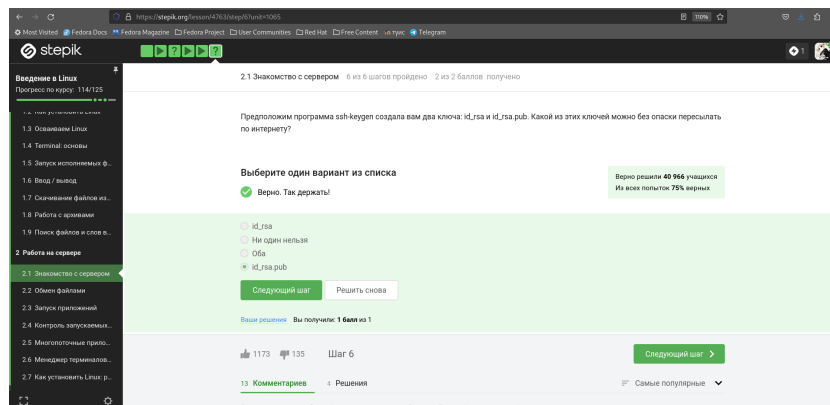 https://stepik.org/lesson/4763/step/6?unit=1065
110%
Most Visited Fedora Docs Fedora Magazine Fedora Project User Communities Red Hat Free Content туис Telegram
stepik
1
Введение в Linux
Прогресс по курсу: 114/125
1.3 Осваиваем Linux
1.4 Terminal: основы
1.5 Запуск исполняемых ф...
1.6 Ввод / вывод
1.7 Скачивание файлов из...
1.8 Работа с архивами
1.9 Поиск файлов и слов в...
2 Работа на сервере
2.1 Знакомство с сервером
2.2 Обмен файлами
2.3 Запуск приложений
2.4 Контроль запускаемых...
2.5 Многопоточные прило...
2.6 Менеджер терминалов...
2.7 Как установить Linux: р...
2.1 Знакомство с сервером 6 из 6 шагов пройдено 2 из 2 баллов получено
Предположим программа ssh-keygen создала вам два ключа: id_rsa и id_rsa.pub. Какой из этих ключей можно без опаски пересылать
по интернету?
Выберите один вариант из списка
Верно. Так держать!
Верно решили 40 966 учащихся
Из всех попыток 75% верных
id_rsa
Ни один нельзя
Оба
id_rsa.pub
Следующий шаг Решить снова
Ваши решения Вы получили: 1 балл из 1
1173 135 Шаг 6 Следующий шаг
13 Комментариев 4 Решения Самые популярные